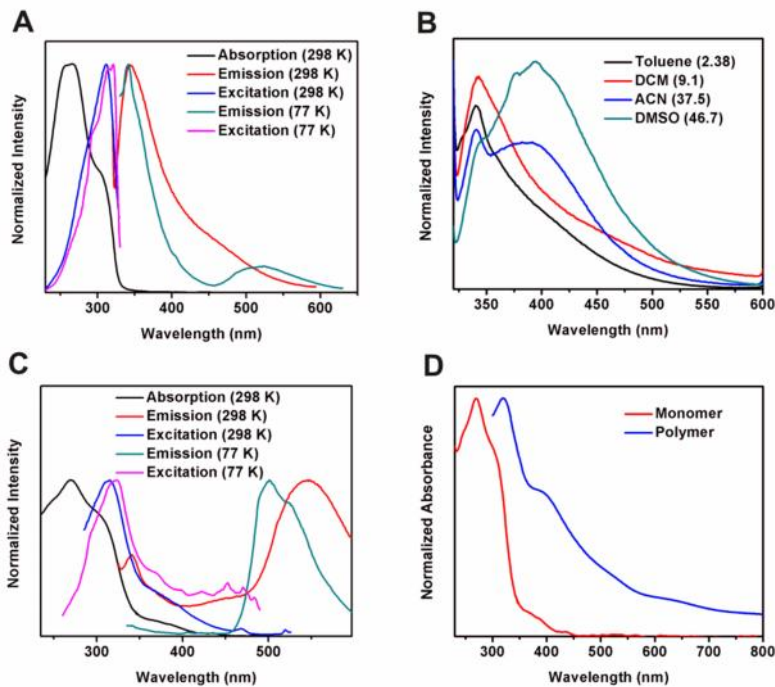 A
Absorption (298 K)
Emission (298 K)
Excitation (298 K)
Emission (77 K)
Excitation (77 K)
Normalized Intensity
300 400 500 600
Wavelength (nm)
B
Toluene (2.38)
DCM (9.1)
ACN (37.5)
DMSO (46.7)
Normalized Intensity
350 400 450 500 550 600
Wavelength (nm)
C
Absorption (298 K)
Emission (298 K)
Excitation (298 K)
Emission (77 K)
Excitation (77 K)
Normalized Intensity
300 400 500
Wavelength (nm)
D
Monomer
Polymer
Normalized Absorbance
300 400 500 600 700 800
Wavelength (nm)